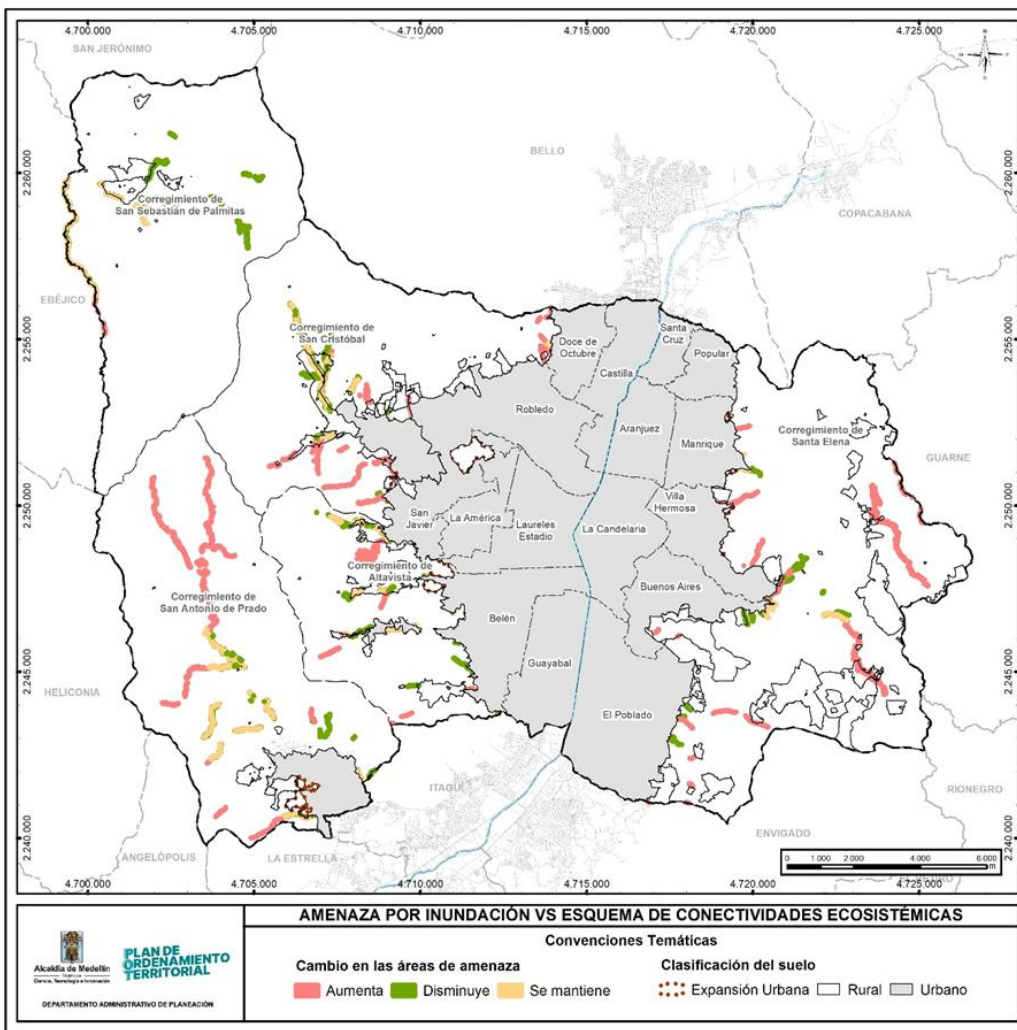 4.700.000 4.705.000 4.710.000 4.715.000 4.720.000 4.725.000
SAN JERÓNIMO
BELLO
2.260.000 2.260.000
Corregimiento de
San Sebastián de Palmitas
COPACABANA
EBÉJICO
2.255.000 2.255.000
Corregimiento de
San Cristóbal
Santa
Cruz
Doce de
Octubre
Popular
Castilla
Robledo
Aranjuez
Manrique
Corregimiento de
Santa Elena
GUARNE
2.250.000 2.250.000
Villa
Hermosa
San
Javier
La América
Laureles
Estadio
La Candelaria
Corregimiento de
Altavista
Buenos Aires
Corregimiento de
San Antonio de Prado
Belén
Guayabal
2.245.000 2.245.000
HELICONIA
El Poblado
ITAGÜÍ
RIONEGRO
ENVIGADO
2.240.000 2.240.000
ANGELÓPOLIS
LA ESTRELLA
0 1.000 2.000 4.000 6.000
m
EL RETIRO
4.700.000 4.705.000 4.710.000 4.715.000 4.720.000 4.725.000
AMENAZA POR INUNDACIÓN VS ESQUEMA DE CONECTIVIDADES ECOSISTÉMICAS
Convenciones Temáticas
Alcaldía de Medellín
Ciencia, Tecnología e Innovación
PLAN DE
ORDENAMIENTO
TERRITORIAL
DEPARTAMENTO ADMINISTRATIVO DE PLANEACIÓN
Cambio en las áreas de amenaza
Aumenta Disminuye Se mantiene
Clasificación del suelo
Expansión Urbana Rural Urbano